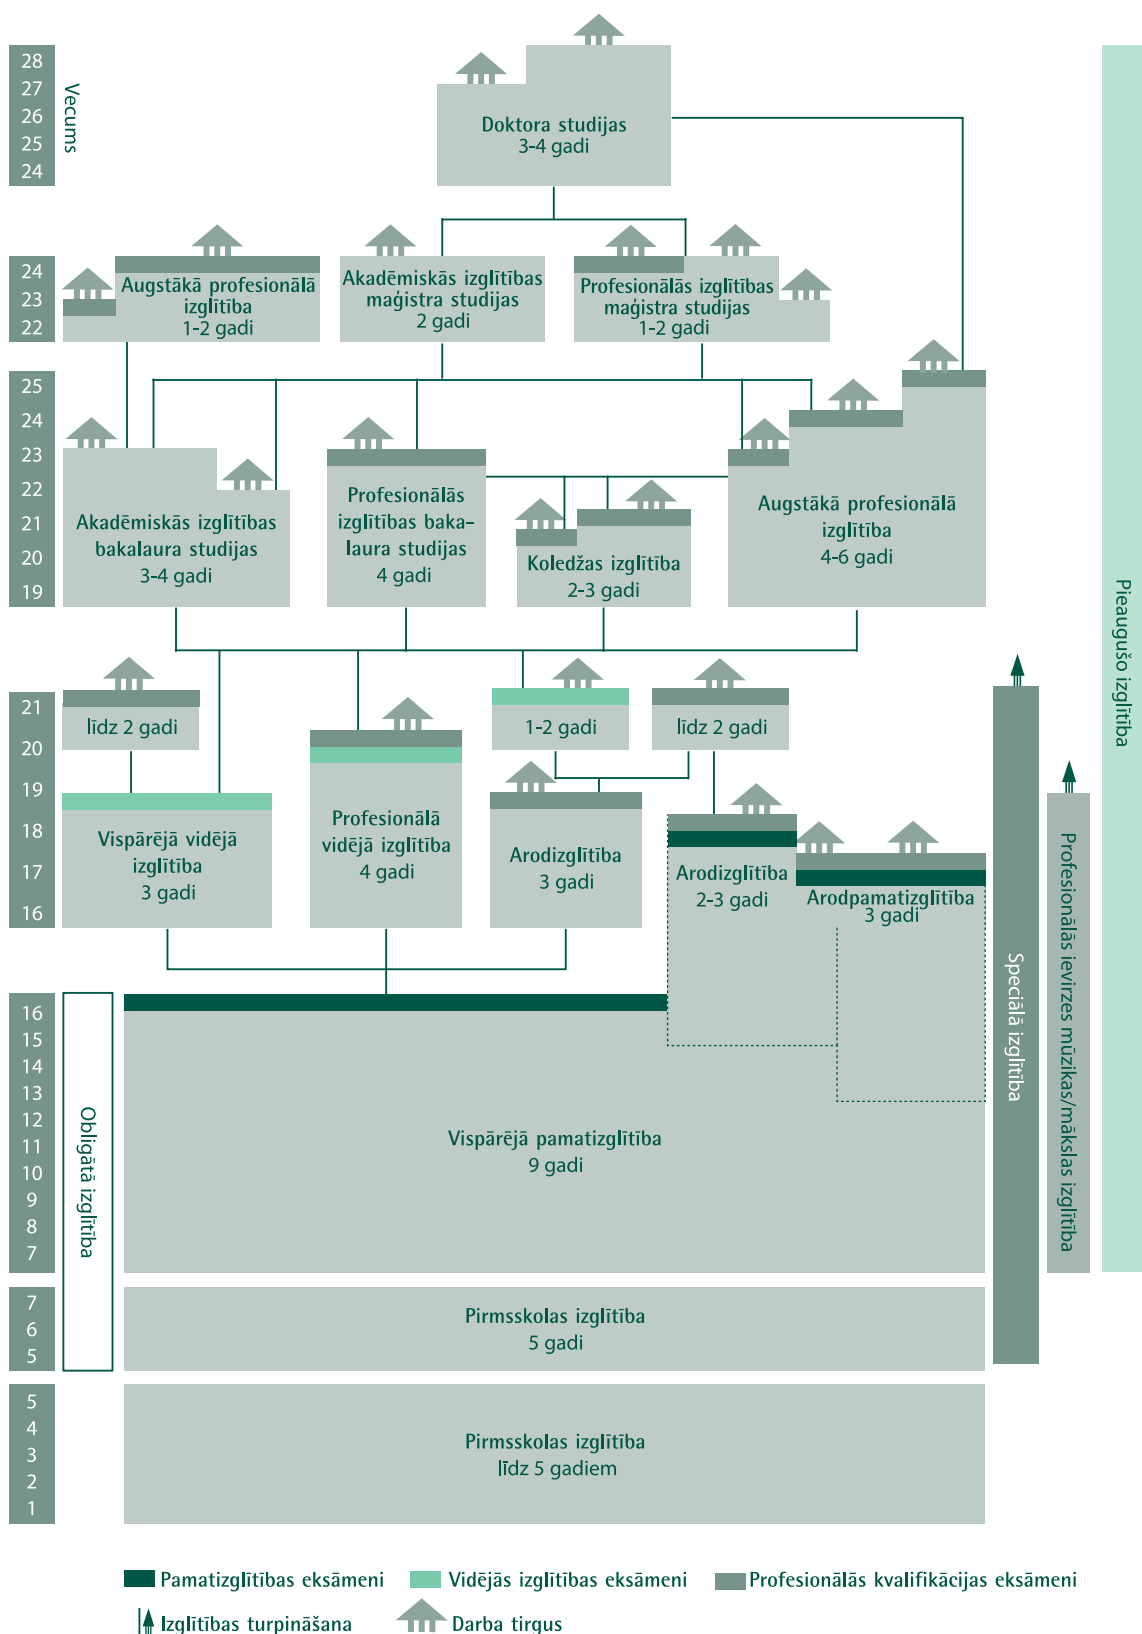 28
27
26
25
24
Vecums
Doktora studijas
3-4 gadi
24
23
22
Augstākā profesionālā
izglītība
1-2 gadi
Akadēmiskās izglītības
maģistra studijas
2 gadi
Profesionālās izglītības
maģistra studijas
1-2 gadi
25
24
23
22
21
20
19
Akadēmiskās izglītības
bakalaura studijas
3-4 gadi
Profesionālās
izglītības baka-
laura studijas
4 gadi
Koledžas izglītība
2-3 gadi
Augstākā profesionālā
izglītība
4-6 gadi
21
20
19
18
17
16
līdz 2 gadi
Vispārējā vidējā
izglītība
3 gadi
Profesionālā
vidējā izglītība
4 gadi
1-2 gadi
līdz 2 gadi
Arodizglītība
3 gadi
Arodizglītība
2-3 gadi
Arodpamatizglītība
3 gadi
16
15
14
13
12
11
10
9
8
7
Obligātā izglītība
Vispārējā pamatizglītība
9 gadi
7
6
5
Pirmsskolas izglītība
5 gadi
5
4
3
2
1
Pirmsskolas izglītība
līdz 5 gadiem
Speciālā izglītība
Profesionālās ievirzes mūzikas/mākslas izglītība
Pieaugušo izglītība
Pamatizglītības eksāmeni
Vidējās izglītības eksāmeni
Profesionālās kvalifikācijas eksāmeni
Izglītības turpināšana
Darba tirgus